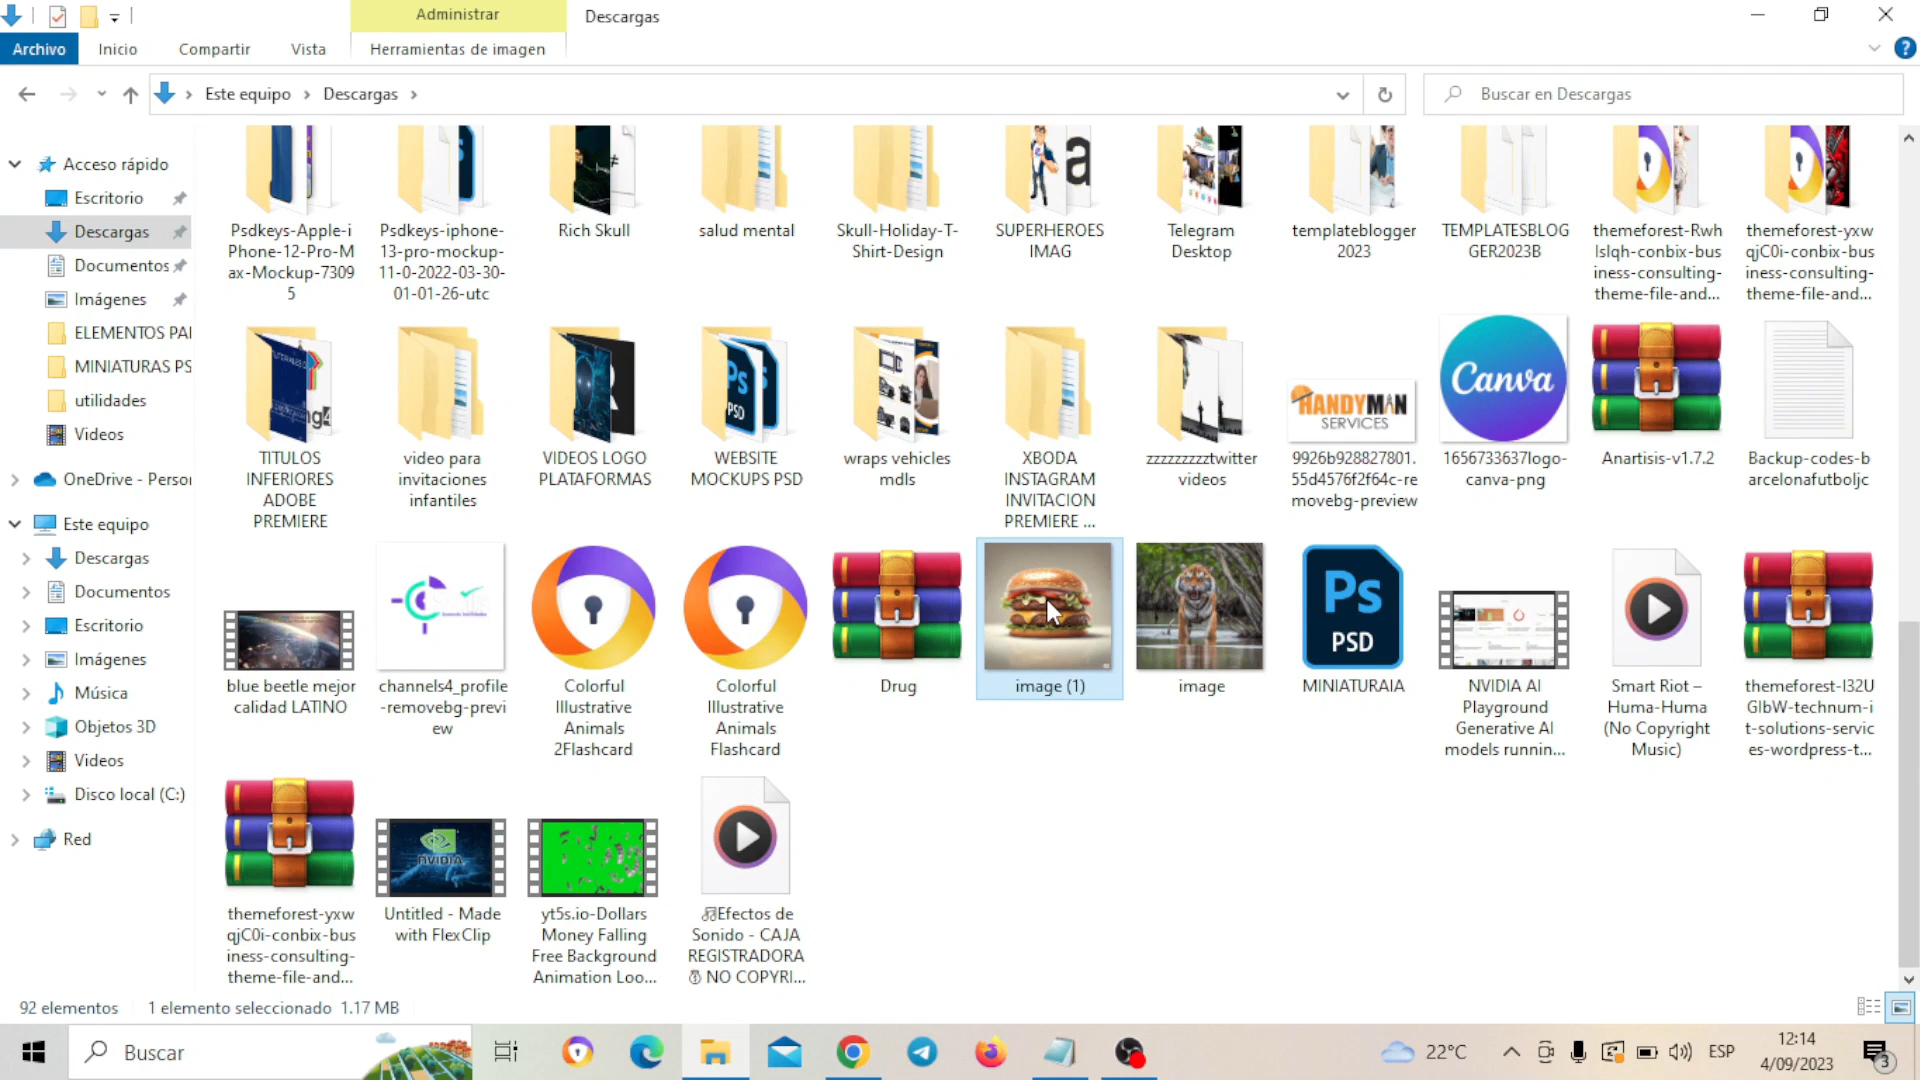 Administrar
Descargas
Archivo
Inicio
Compartir
Vista
Herramientas de imagen
Este equipo
Descargas
Buscar en Descargas
Acceso rápido
Escritorio
Descargas
Documentos
Imágenes
ELEMENTOS PAI
MINIATURAS PS
utilidades
Videos
OneDrive - Person
Este equipo
Descargas
Documentos
Escritorio
Imágenes
Música
Objetos 3D
Videos
Disco local (C:)
Red
Psdkeys-Apple-i
Phone-12-Pro-M
ax-Mockup-7309
5
Psdkeys-iphone-
13-pro-mockup-
11-0-2022-03-30-
01-01-26-utc
Rich Skull
salud mental
Skull-Holiday-T-
Shirt-Design
a
SUPERHEROES
IMAG
Telegram
Desktop
templateblogger
2023
TEMPLATESBLOG
GER2023B
themeforest-Rwh
lslqh-conbix-bus
iness-consulting-
theme-file-and...
themeforest-yxw
qjC0i-conbix-bus
iness-consulting-
theme-file-and...
TITULOS
INFERIORES
ADOBE
PREMIERE
video para
invitaciones
infantiles
VIDEOS LOGO
PLATAFORMAS
Ps
PSD
WEBSITE
MOCKUPS PSD
wraps vehicles
mdls
XBODA
INSTAGRAM
INVITACION
PREMIERE ...
zzzzzzzzztwitter
videos
HANDYMAN
SERVICES
9926b928827801.
55d4576f2f64c-re
movebg-preview
Canva
1656733637logo-
canva-png
Anartisis-v1.7.2
Backup-codes-b
arcelonafutboljc
blue beetle mejor
calidad LATINO
channels4_profile
-removebg-previ
ew
Colorful
Illustrative
Animals
2Flashcard
Colorful
Illustrative
Animals
Flashcard
Drug
image (1)
image
Ps
PSD
MINIATURAIA
NVIDIA AI
Playground
Generative AI
models runnin...
Smart Riot –
Huma-Huma
(No Copyright
Music)
themeforest-I32U
GlbW-technum-i
t-solutions-servic
es-wordpress-t...
themeforest-yxw
qjC0i-conbix-bus
iness-consulting-
theme-file-and...
NVIDIA
Untitled - Made
with FlexClip
yt5s.io-Dollars
Money Falling
Free Background
Animation Loo...
🎵Efectos de
Sonido - CAJA
REGISTRADORA
NO COPYRI...
92 elementos
1 elemento seleccionado 1.17 MB
Buscar
22°C
ESP
12:14
4/09/2023
3